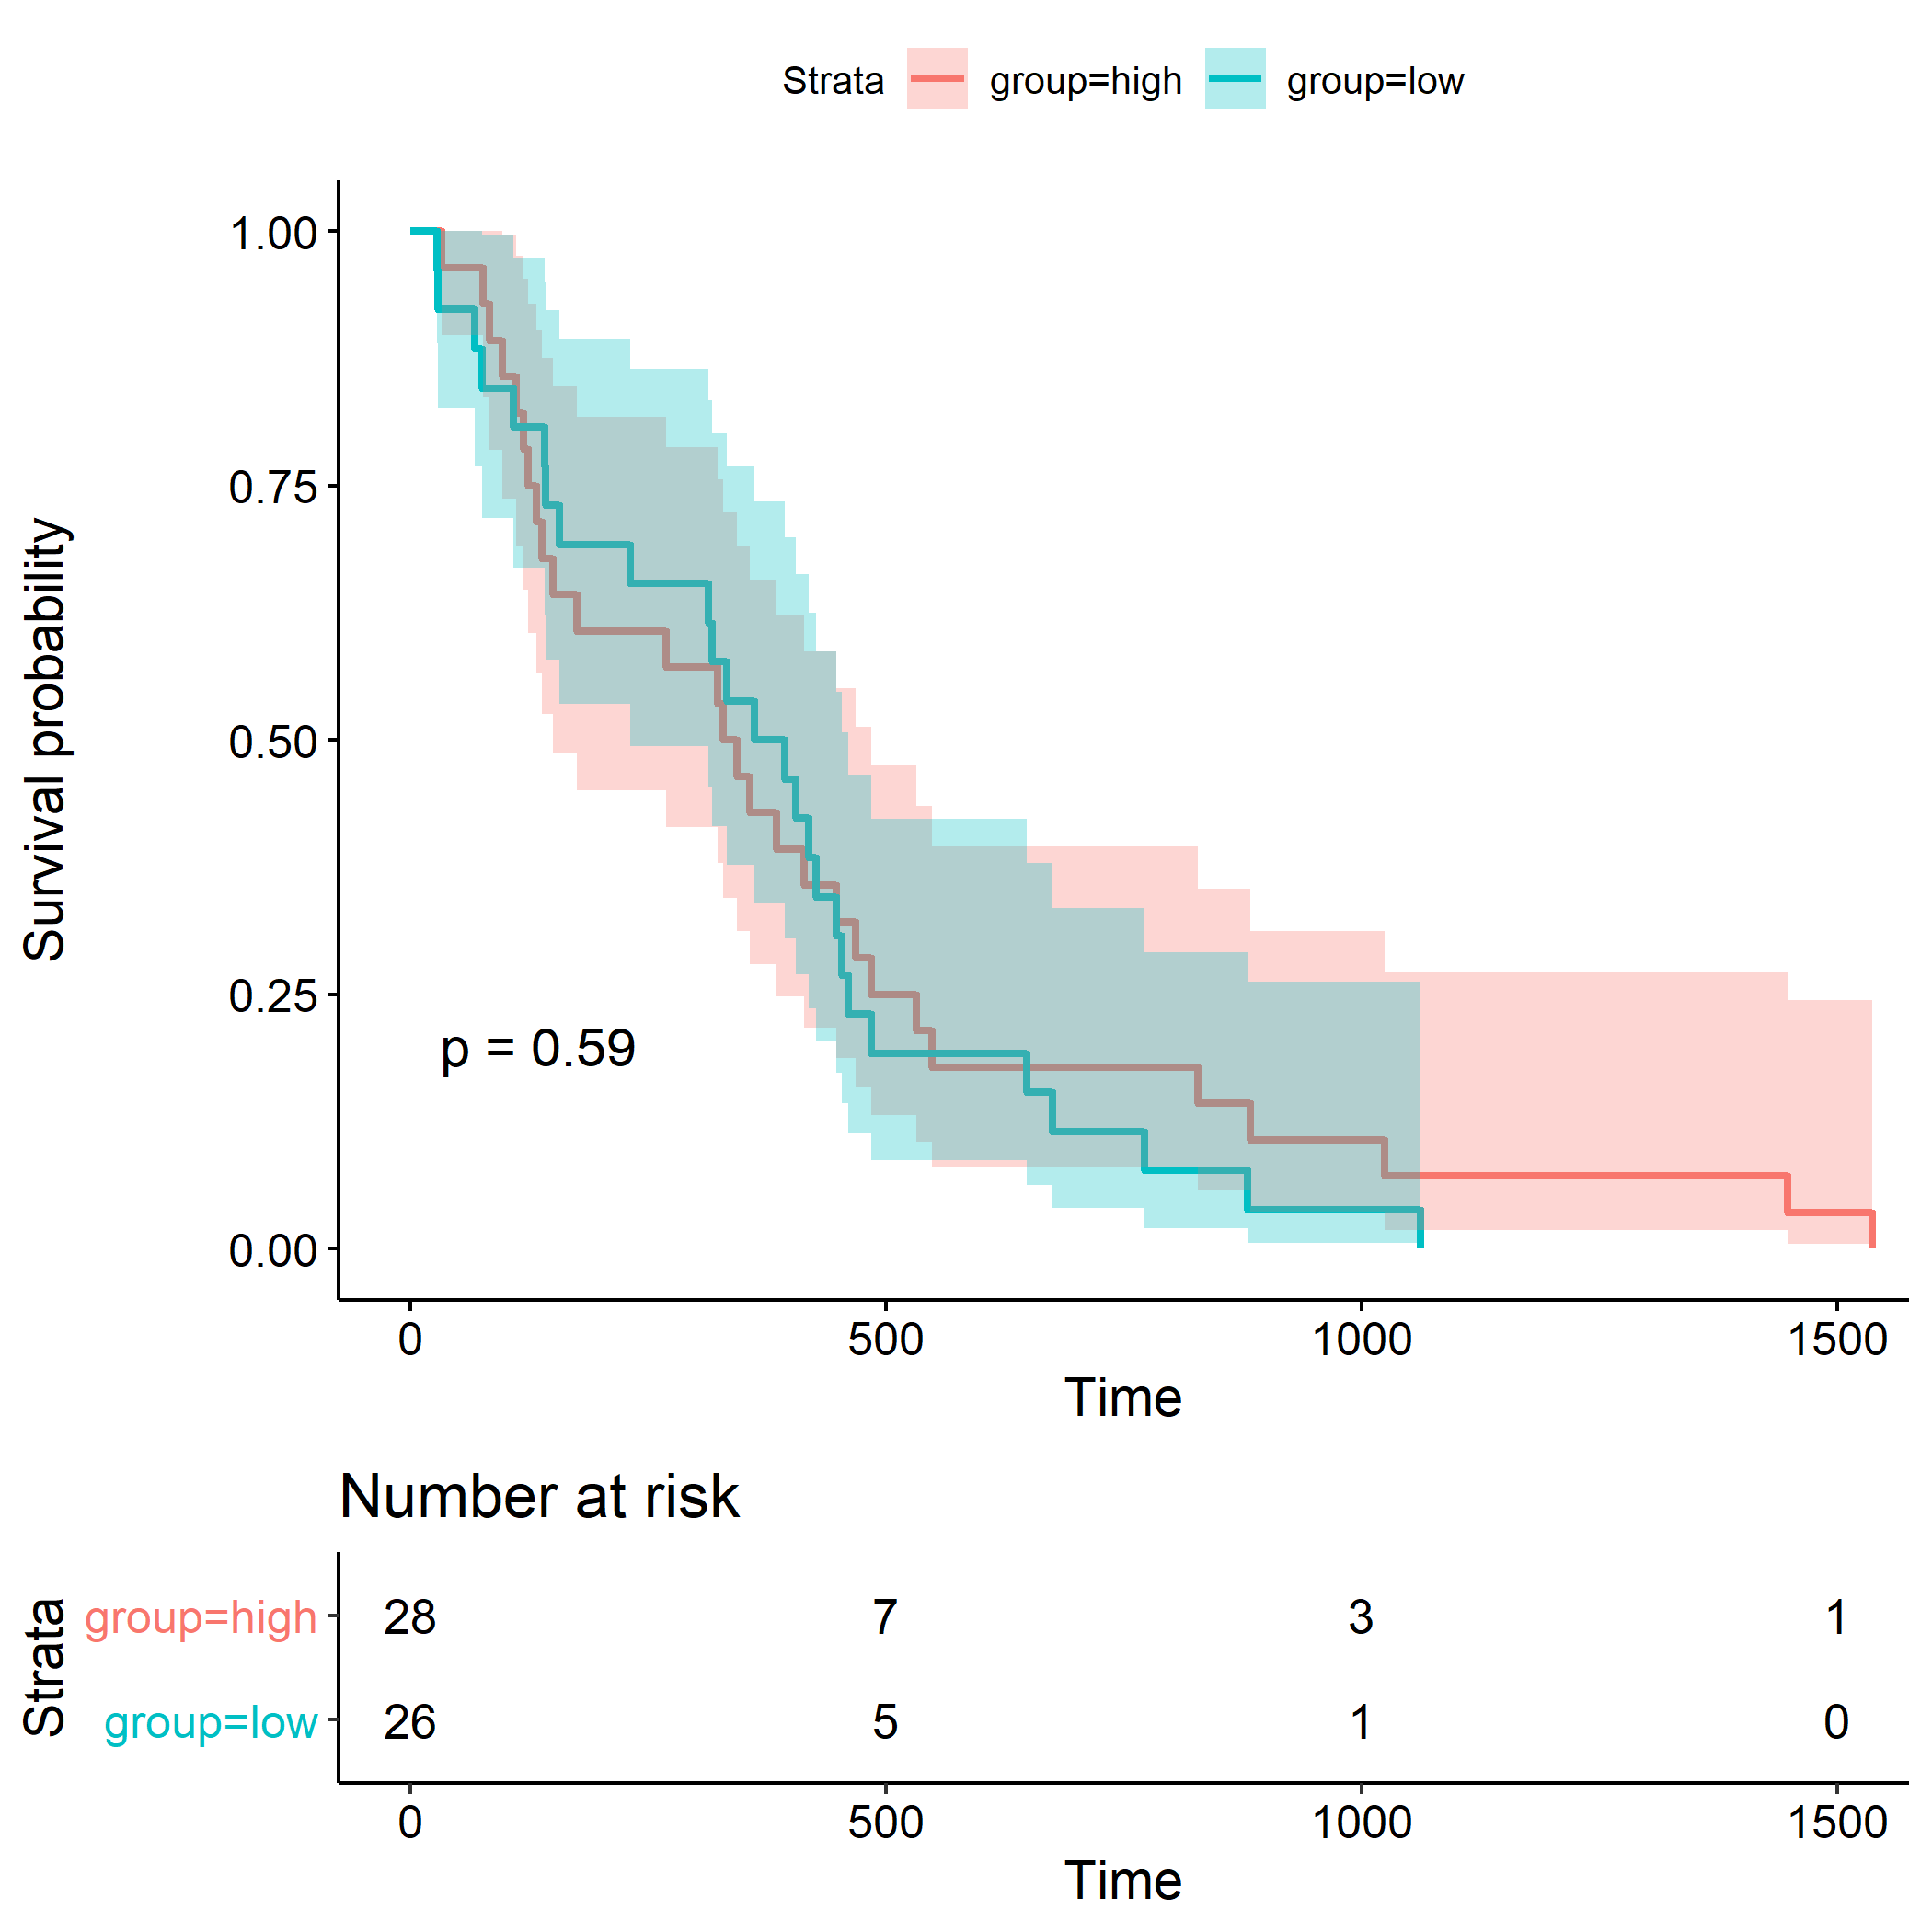 Strata group=high group=low
Survival probability
1.00
0.75
0.50
0.25
0.00
p = 0.59
0 500 1000 1500
Time
Number at risk
Strata
group=high 28 7 3 1
group=low 26 5 1 0
0 500 1000 1500
Time